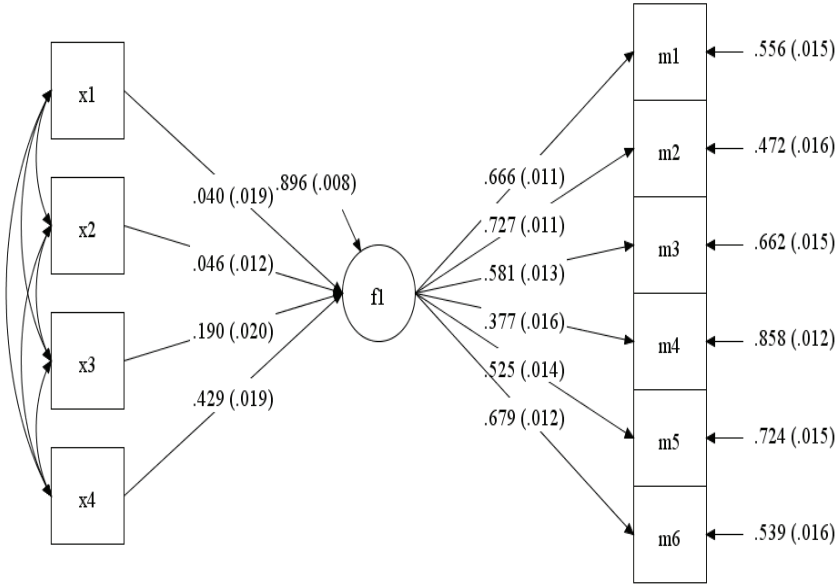 x1
x2
x3
x4
.040 (.019)
.046 (.012)
.190 (.020)
.429 (.019)
.896 (.008)
f1
.666 (.011)
.727 (.011)
.581 (.013)
.377 (.016)
.525 (.014)
.679 (.012)
m1
m2
m3
m4
m5
m6
.556 (.015)
.472 (.016)
.662 (.015)
.858 (.012)
.724 (.015)
.539 (.016)